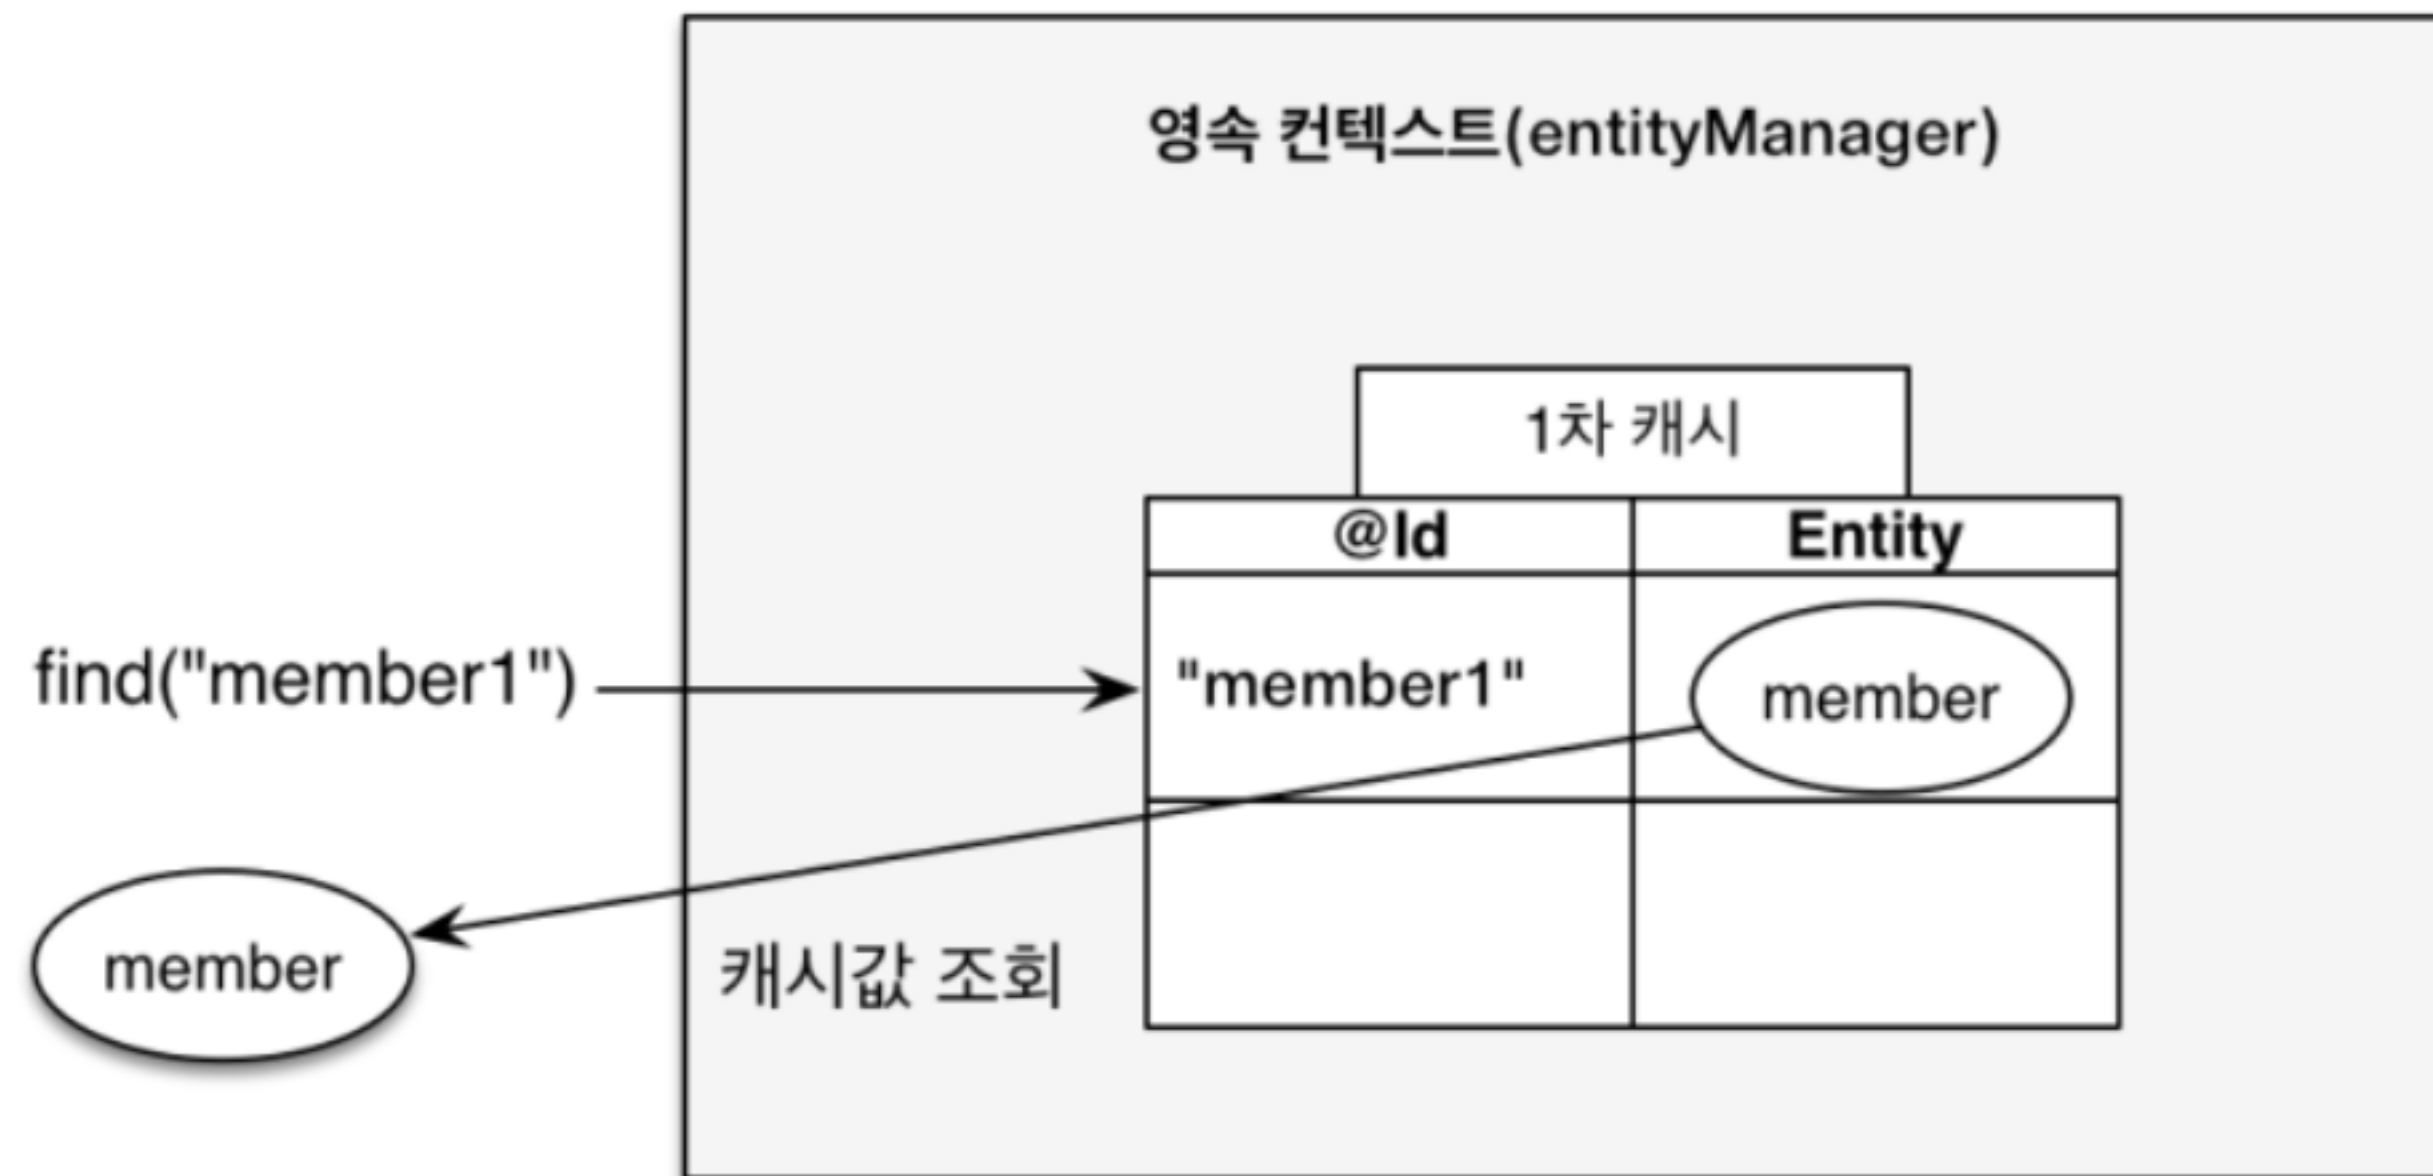 영속 컨텍스트(entityManager)
1차 캐시
@Id
Entity
find("member1")
"member1"
member
member
캐시값 조회